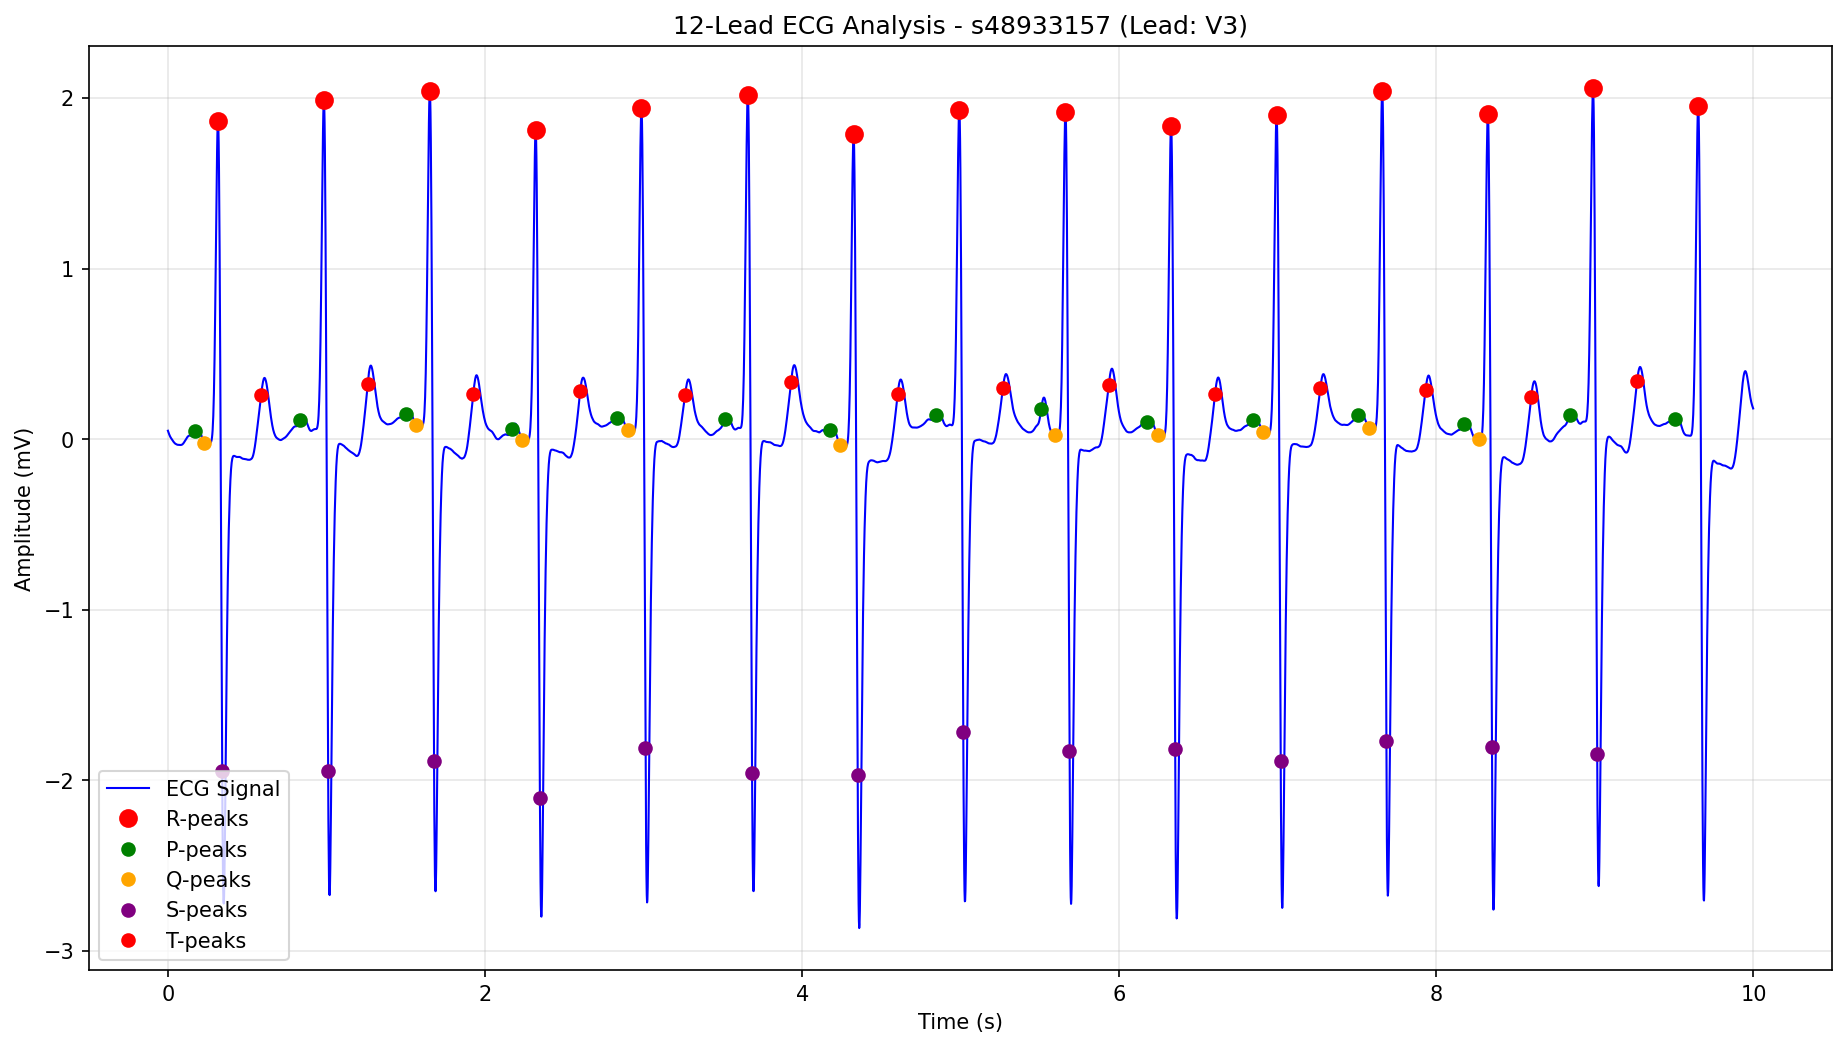 12-Lead ECG Analysis - s48933157 (Lead: V3)
Amplitude (mV)
2
1
0
−1
−2
−3
ECG Signal
R-peaks
P-peaks
Q-peaks
S-peaks
T-peaks
0 2 4 6 8 10
Time (s)